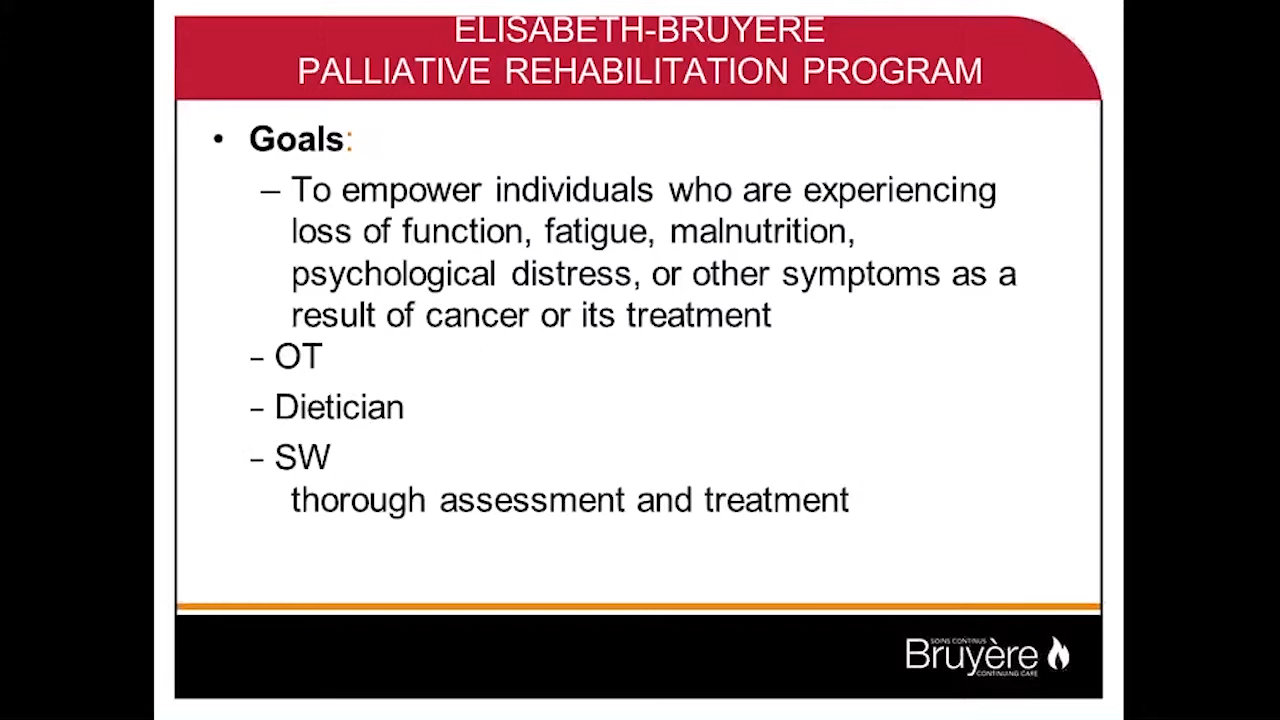 ELISABETH-BRUYERE
PALLIATIVE REHABILITATION PROGRAM
• Goals:
– To empower individuals who are experiencing
loss of function, fatigue, malnutrition,
psychological distress, or other symptoms as a
result of cancer or its treatment
– OT
– Dietician
– SW
thorough assessment and treatment
SOINS CONTINUS
Bruyère
CONTINUING CARE